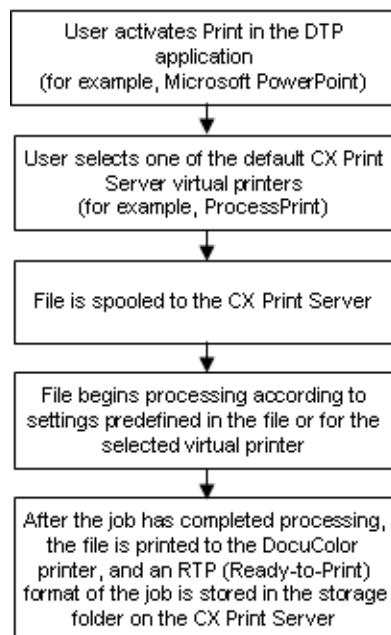 User activates Print in the DTP
application
(for example, Microsoft PowerPoint)
User selects one of the default CX Print
Server virtual printers
(for example, ProcessPrint)
File is spooled to the CX Print Server
File begins processing according to
settings predefined in the file or for the
selected virtual printer
After the job has completed processing,
the file is printed to the DocuColor
printer, and an RTP (Ready-to-Print)
format of the job is stored in the storage
folder on the CX Print Server